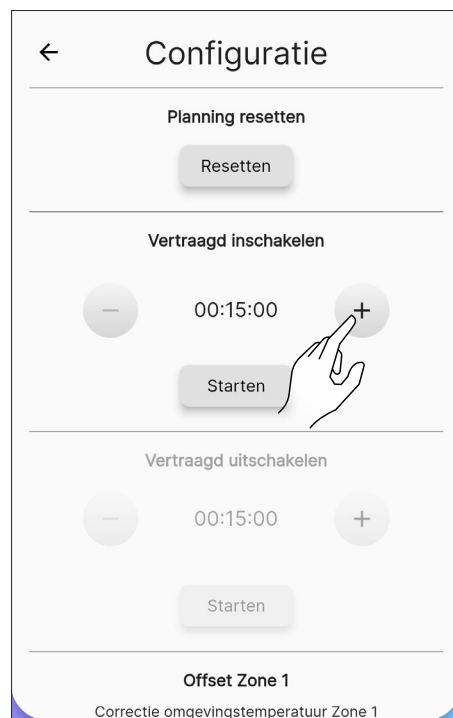 Configuratie
Planning resetten
Resetten
Vertraagd inschakelen
00:15:00
Starten
Vertraagd uitschakelen
00:15:00
Starten
Offset Zone 1
Correctie omgevingstemperatuur Zone 1